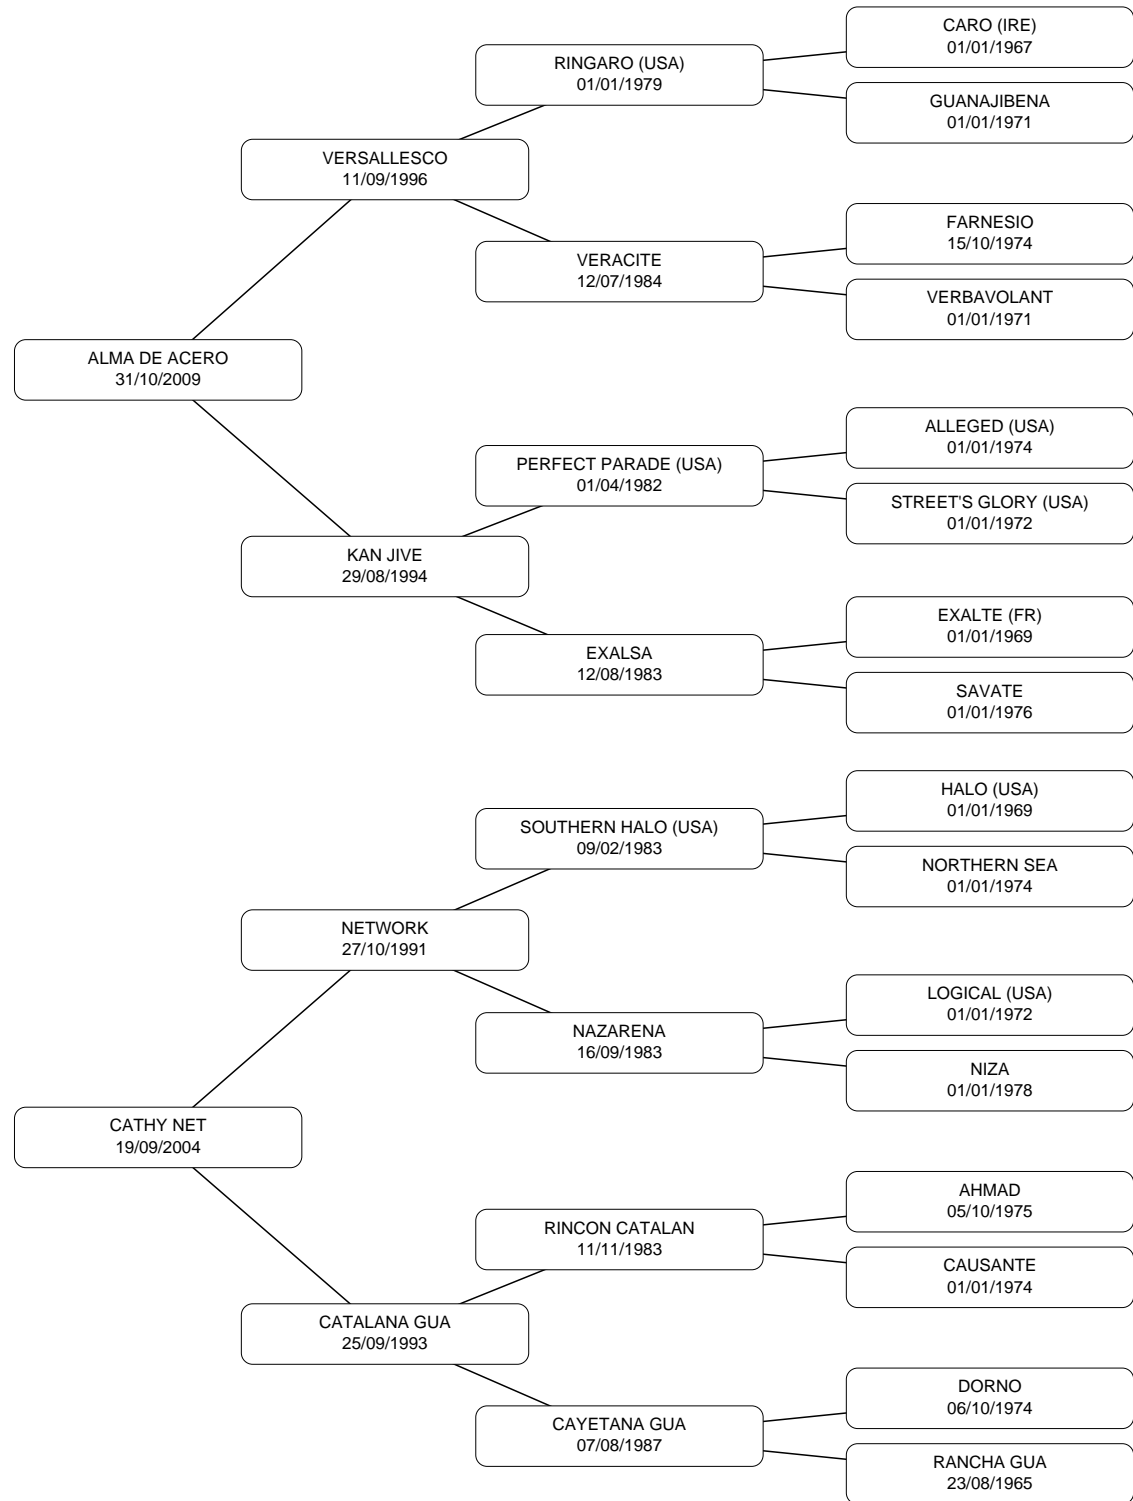 CARO (IRE)
01/01/1967
RINGARO (USA)
01/01/1979
GUANAJIBENA
01/01/1971
VERSALLESCO
11/09/1996
FARNESIO
15/10/1974
VERACITE
12/07/1984
VERBAVOLANT
01/01/1971
ALMA DE ACERO
31/10/2009
ALLEGED (USA)
01/01/1974
PERFECT PARADE (USA)
01/04/1982
STREET'S GLORY (USA)
01/01/1972
KAN JIVE
29/08/1994
EXALTE (FR)
01/01/1969
EXALSA
12/08/1983
SAVATE
01/01/1976
HALO (USA)
01/01/1969
SOUTHERN HALO (USA)
09/02/1983
NORTHERN SEA
01/01/1974
NETWORK
27/10/1991
LOGICAL (USA)
01/01/1972
NAZARENA
16/09/1983
NIZA
01/01/1978
CATHY NET
19/09/2004
AHMAD
05/10/1975
RINCON CATALAN
11/11/1983
CAUSANTE
01/01/1974
CATALANA GUA
25/09/1993
DORNO
06/10/1974
CAYETANA GUA
07/08/1987
RANCHA GUA
23/08/1965